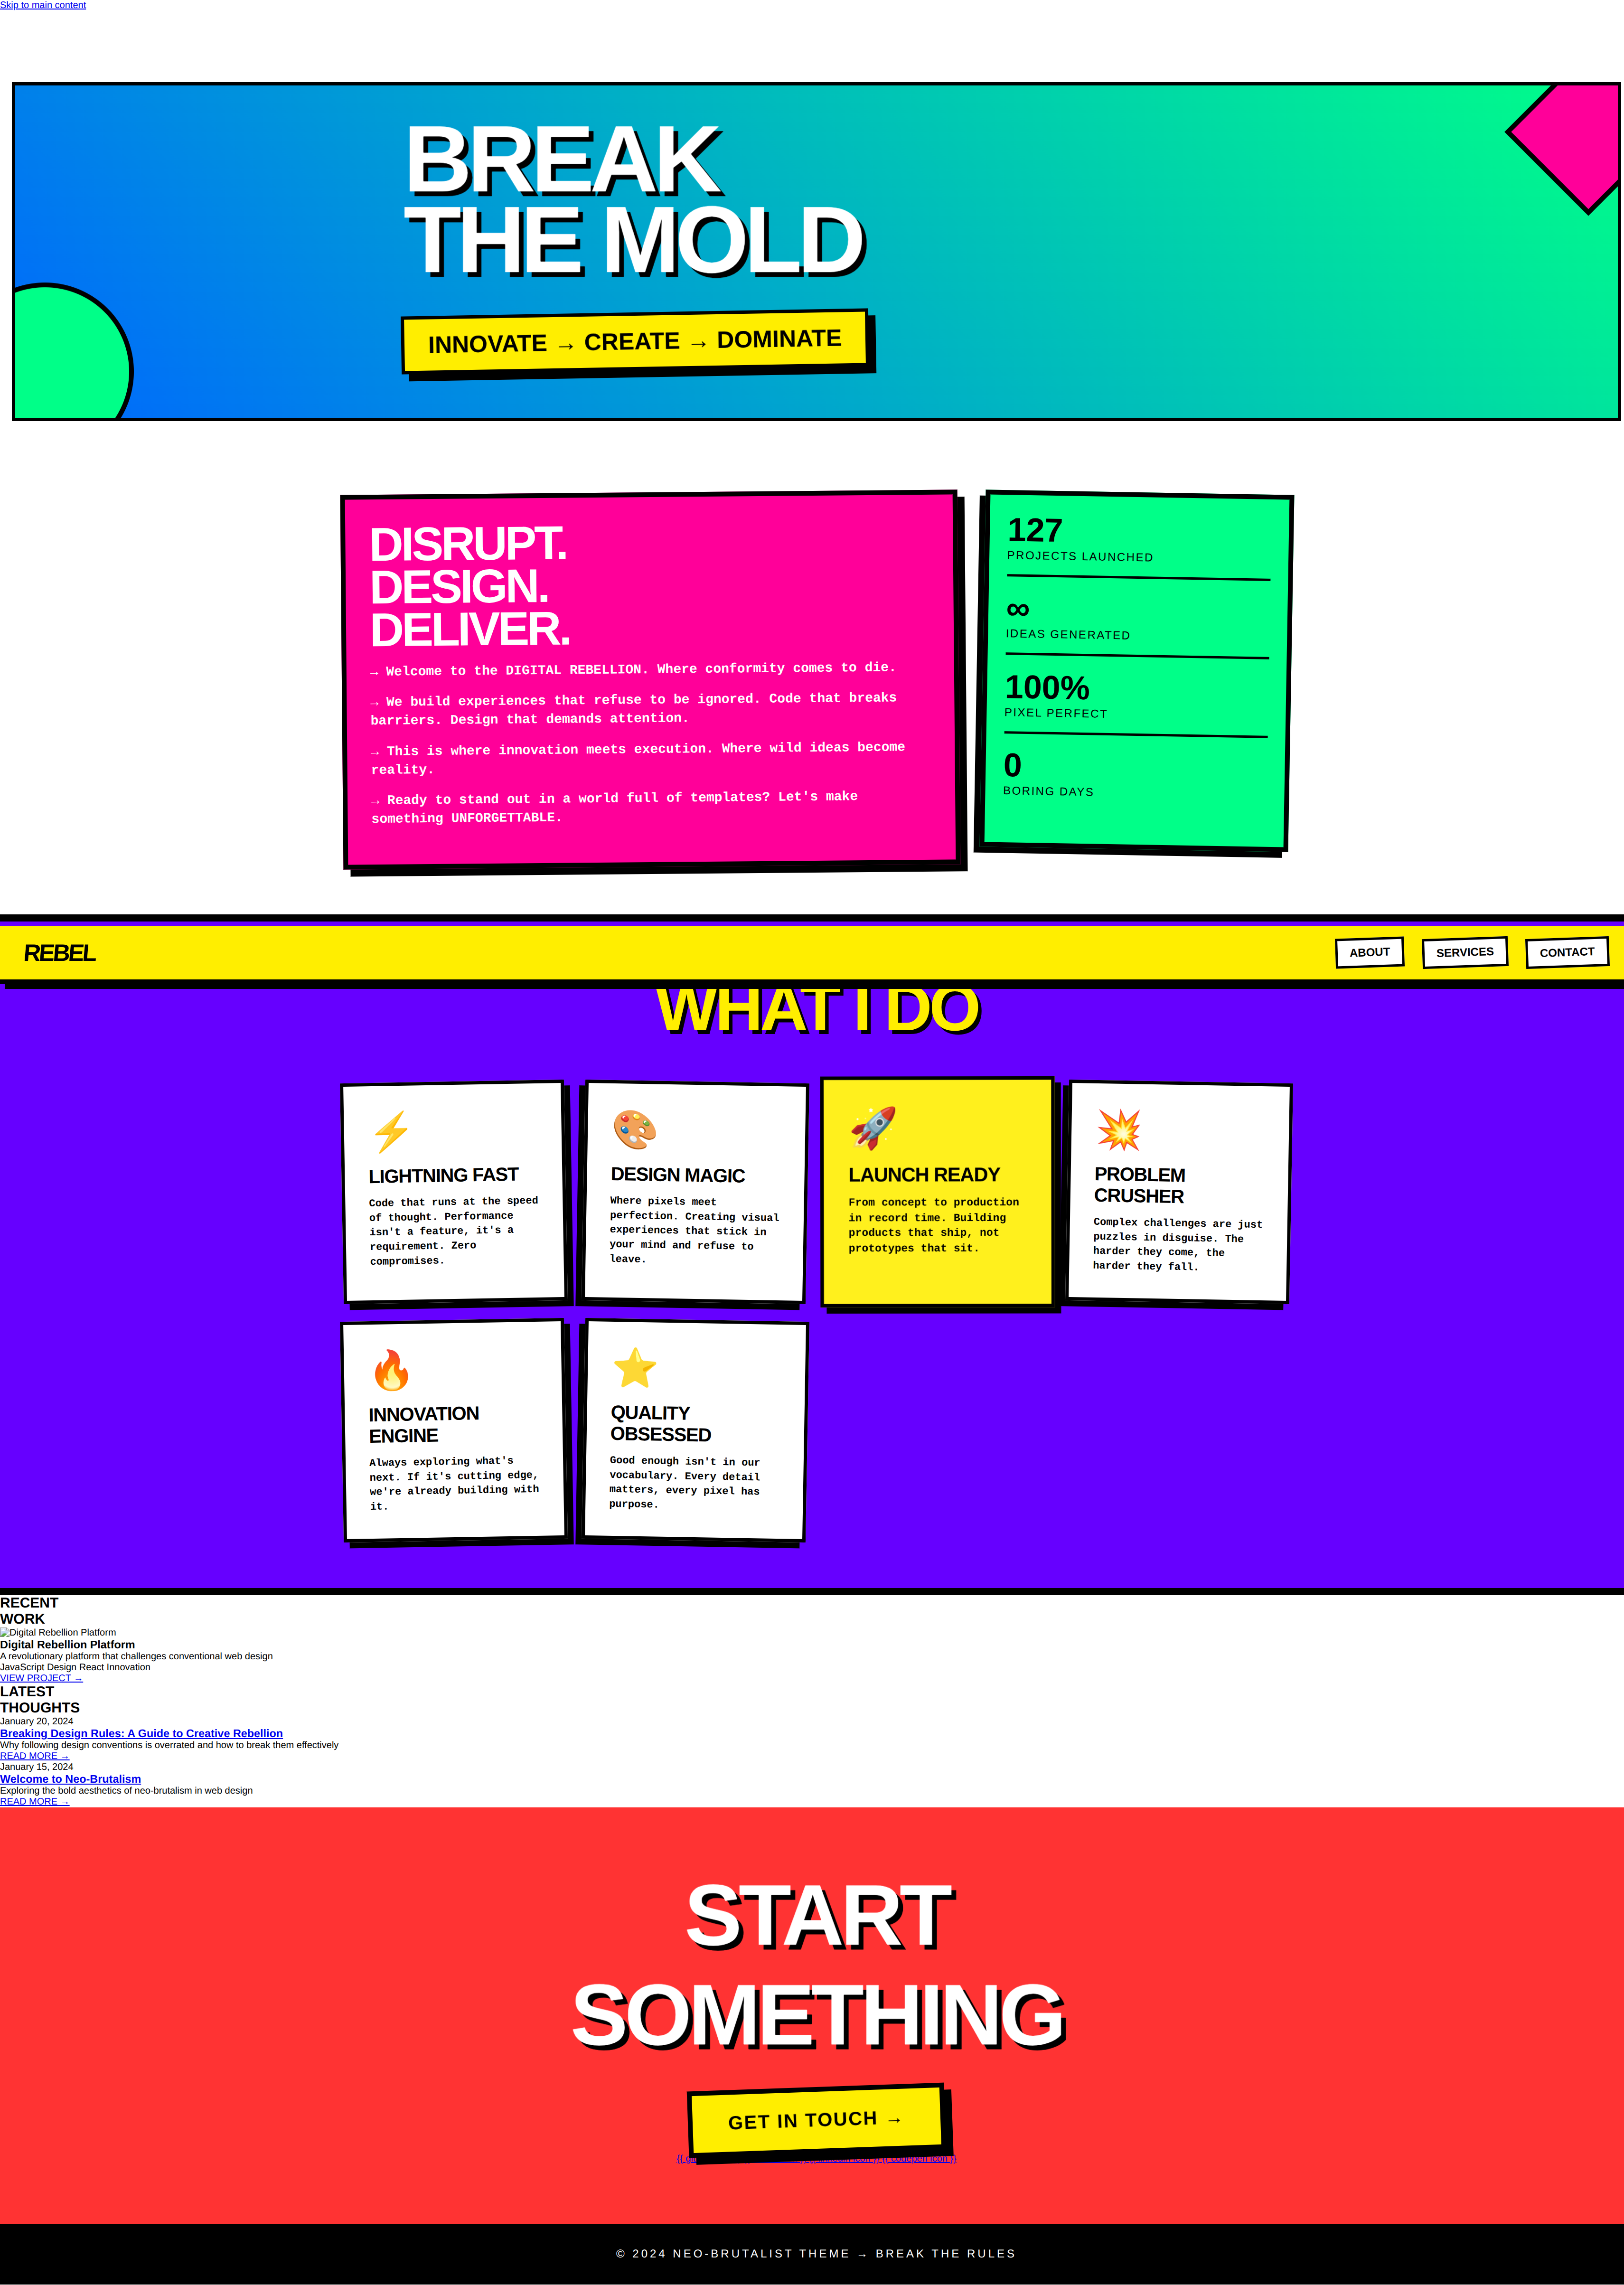 Skip to main content
BREAK
THE MOLD
INNOVATE → CREATE → DOMINATE
DISRUPT.
DESIGN.
DELIVER.
→ Welcome to the DIGITAL REBELLION. Where conformity comes to die.
→ We build experiences that refuse to be ignored. Code that breaks
barriers. Design that demands attention.
→ This is where innovation meets execution. Where wild ideas become
reality.
→ Ready to stand out in a world full of templates? Let's make
something UNFORGETTABLE.
127
PROJECTS LAUNCHED
∞
IDEAS GENERATED
100%
PIXEL PERFECT
0
BORING DAYS
REBEL
ABOUT
SERVICES
CONTACT
WHAT I DO
LIGHTNING FAST
Code that runs at the speed
of thought. Performance
isn't a feature, it's a
requirement. Zero
compromises.
DESIGN MAGIC
Where pixels meet
perfection. Creating visual
experiences that stick in
your mind and refuse to
leave.
LAUNCH READY
From concept to production
in record time. Building
products that ship, not
prototypes that sit.
PROBLEM
CRUSHER
Complex challenges are just
puzzles in disguise. The
harder they come, the
harder they fall.
INNOVATION
ENGINE
Always exploring what's
next. If it's cutting edge,
we're already building with
it.
QUALITY
OBSESSED
Good enough isn't in our
vocabulary. Every detail
matters, every pixel has
purpose.
RECENT
WORK
Digital Rebellion Platform
Digital Rebellion Platform
A revolutionary platform that challenges conventional web design
JavaScript Design React Innovation
VIEW PROJECT →
LATEST
THOUGHTS
January 20, 2024
Breaking Design Rules: A Guide to Creative Rebellion
Why following design conventions is overrated and how to break them effectively
READ MORE →
January 15, 2024
Welcome to Neo-Brutalism
Exploring the bold aesthetics of neo-brutalism in web design
READ MORE →
START
SOMETHING
GET IN TOUCH →
© 2024 NEO-BRUTALIST THEME → BREAK THE RULES